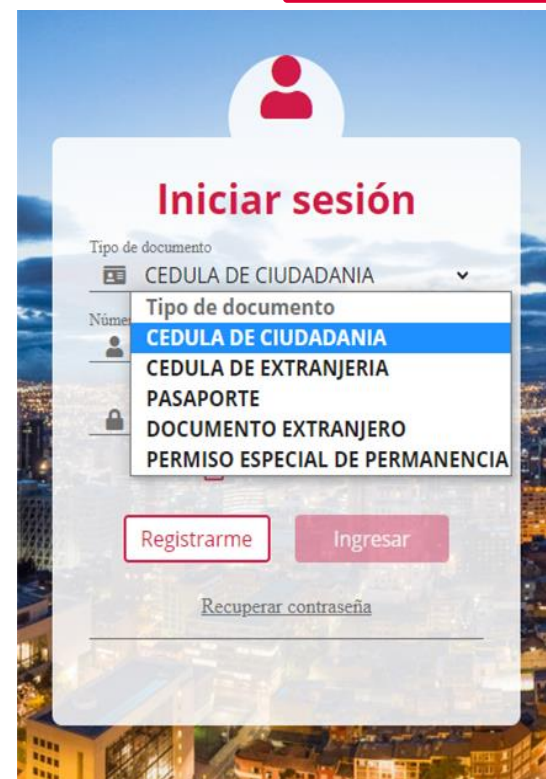 Iniciar sesión
Tipo de documento
CEDULA DE CIUDADANIA
Tipo de documento
CEDULA DE CIUDADANIA
CEDULA DE EXTRANJERIA
PASAPORTE
DOCUMENTO EXTRANJERO
PERMISO ESPECIAL DE PERMANENCIA
Registrarme Ingresar
Recuperar contraseña